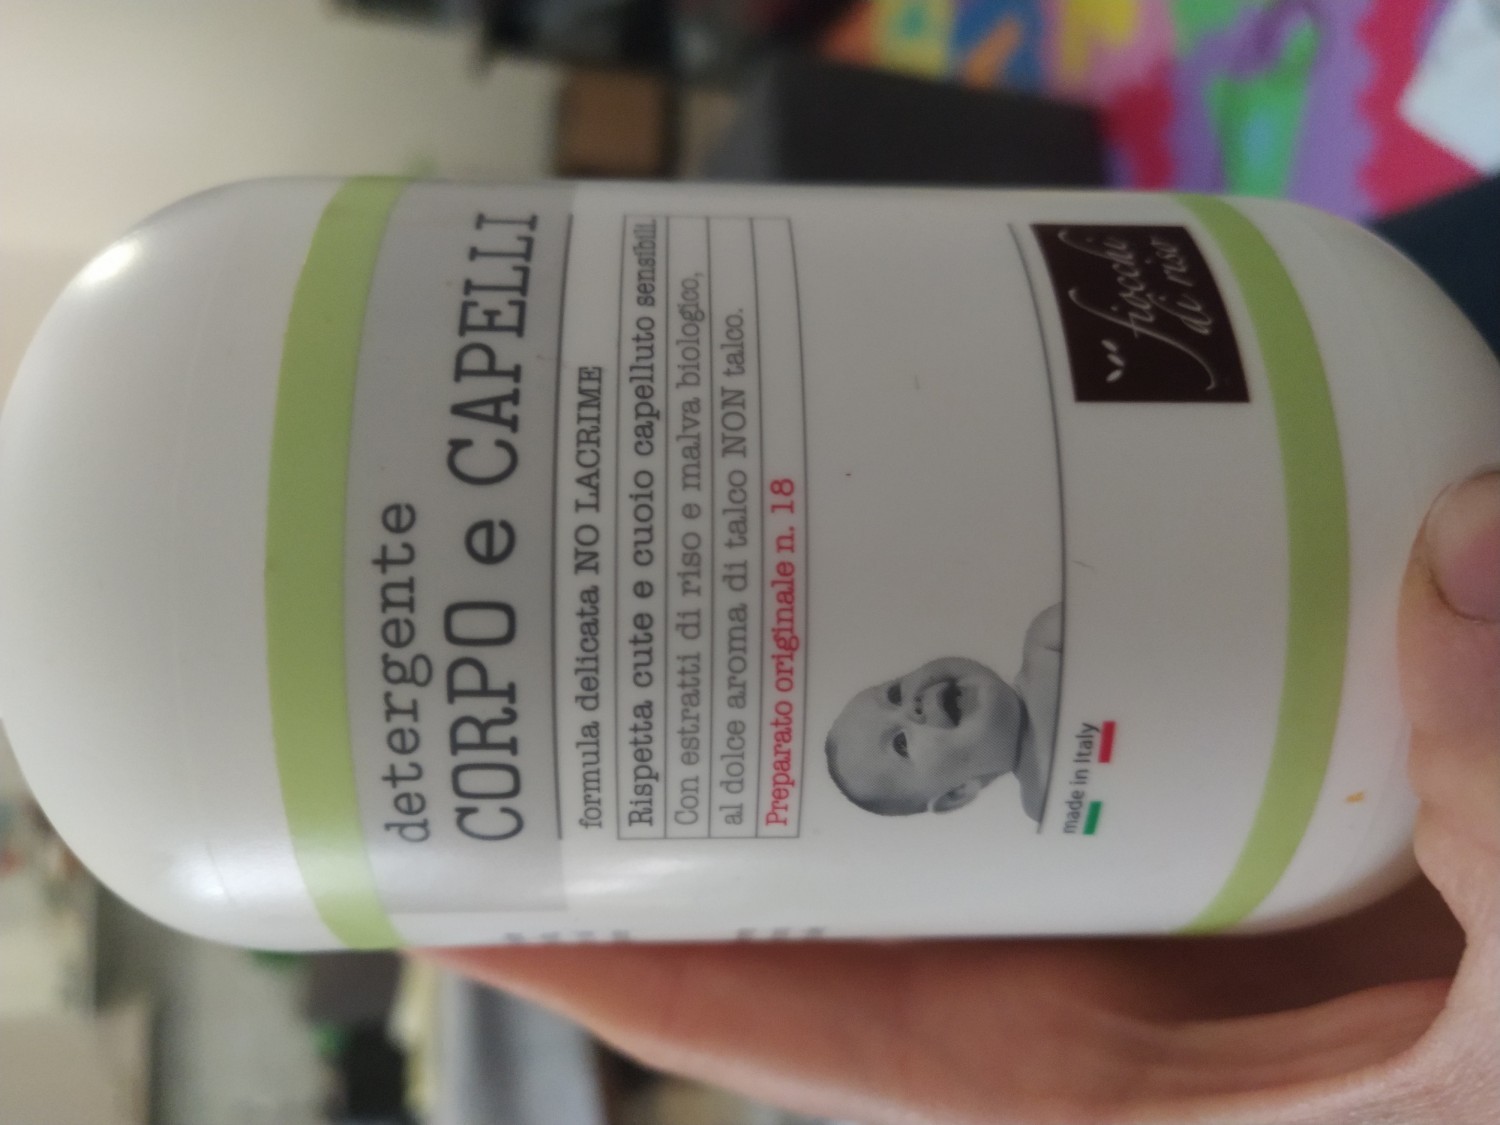 detergente
CORPO e CAPELLI
formula delicata NO LACRIME
Rispetta cute e cuoio capelluto sensibili.
Con estratti di riso e malva biologico,
al dolce aroma di talco NON talco.
Preparato originale n. 18
made in Italy
fiocchi
di riso